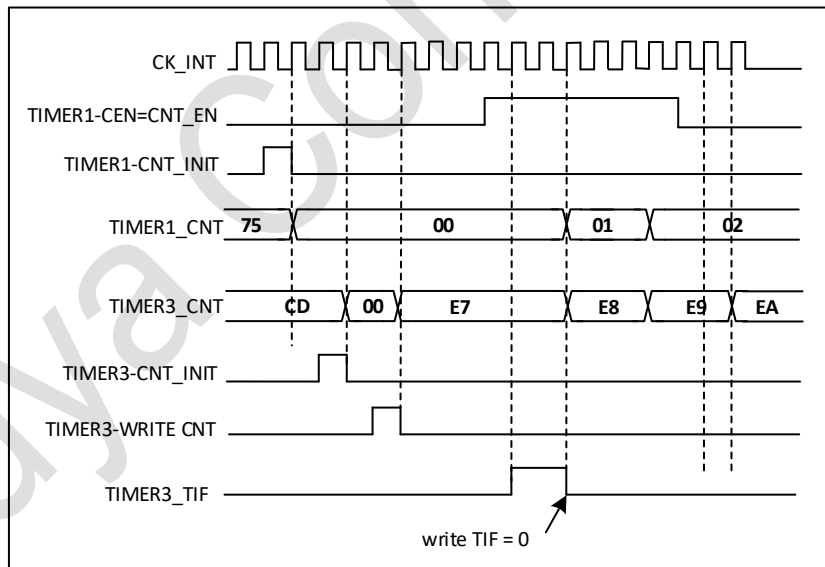 CK_INT
TIMER1-CEN=CNT_EN
TIMER1-CNT_INIT
TIMER1_CNT 75 00 01 02
TIMER3_CNT CD 00 E7 E8 E9 EA
TIMER3-CNT_INIT
TIMER3-WRITE CNT
TIMER3_TIF
write TIF = 0